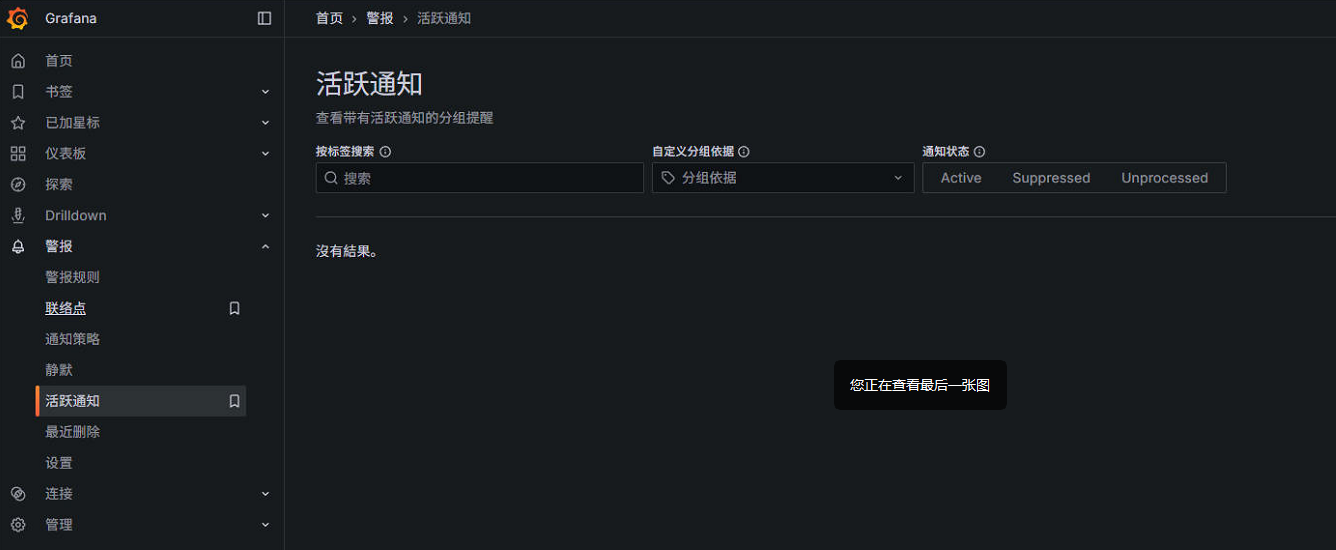 Grafana
首页 › 警报 › 活跃通知
首页
书签
已加星标
仪表板
探索
Drilldown
警报
警报规则
联络点
通知策略
静默
活跃通知
最近删除
设置
连接
管理
活跃通知
查看带有活跃通知的分组提醒
按标签搜索 自定义分组依据 通知状态
搜索 分组依据 Active Suppressed Unprocessed
沒有結果。
您正在查看最后一张图